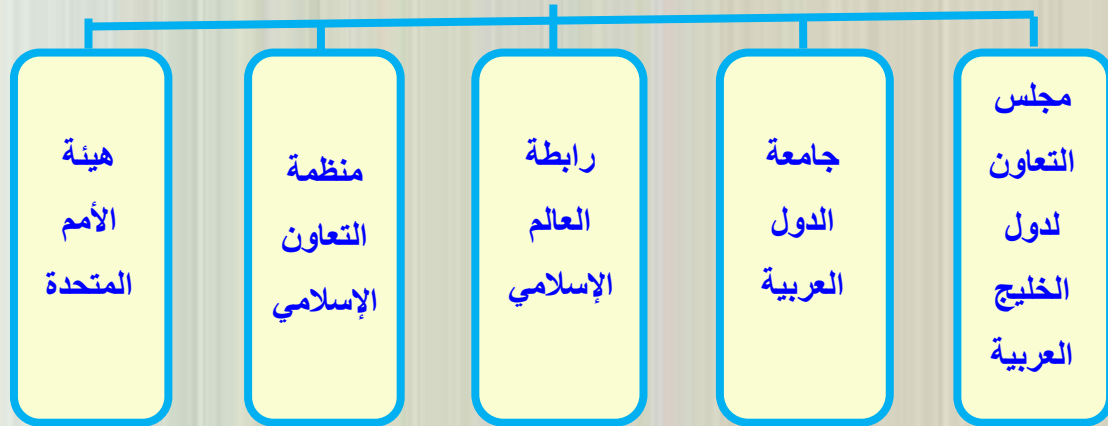 مجلس
التعاون
لدول
الخليج
العربية
جامعة
الدول
العربية
رابطة
العالم
الإسلامي
منظمة
التعاون
الإسلامي
هيئة
الأمم
المتحدة